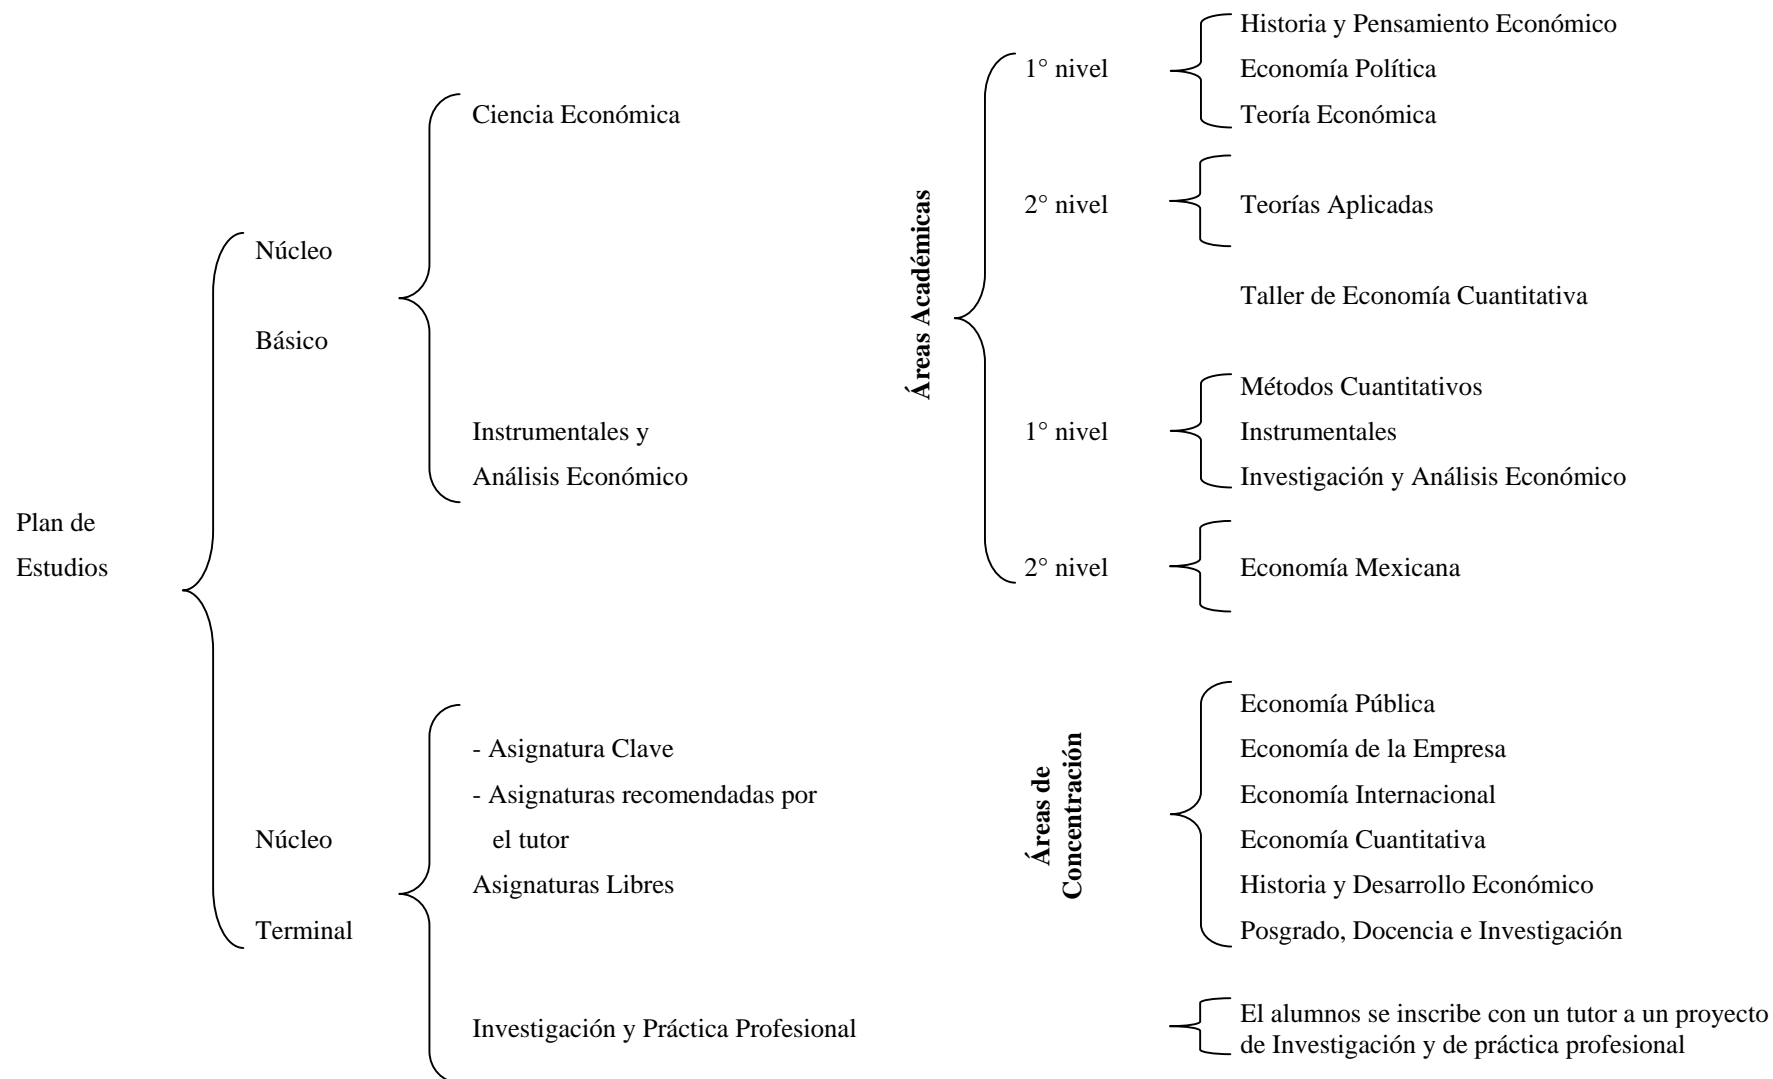 Plan de
Estudios
Núcleo
Básico
Ciencia Económica
Instrumentales y
Análisis Económico
Áreas Académicas
1° nivel
Historia y Pensamiento Económico
Economía Política
Teoría Económica
2° nivel
Teorías Aplicadas
Taller de Economía Cuantitativa
1° nivel
Métodos Cuantitativos
Instrumentales
Investigación y Análisis Económico
2° nivel
Economía Mexicana
Núcleo
Terminal
- Asignatura Clave
- Asignaturas recomendadas por
el tutor
Asignaturas Libres
Áreas de
Concentración
Economía Pública
Economía de la Empresa
Economía Internacional
Economía Cuantitativa
Historia y Desarrollo Económico
Posgrado, Docencia e Investigación
Investigación y Práctica Profesional
El alumnos se inscribe con un tutor a un proyecto
de Investigación y de práctica profesional